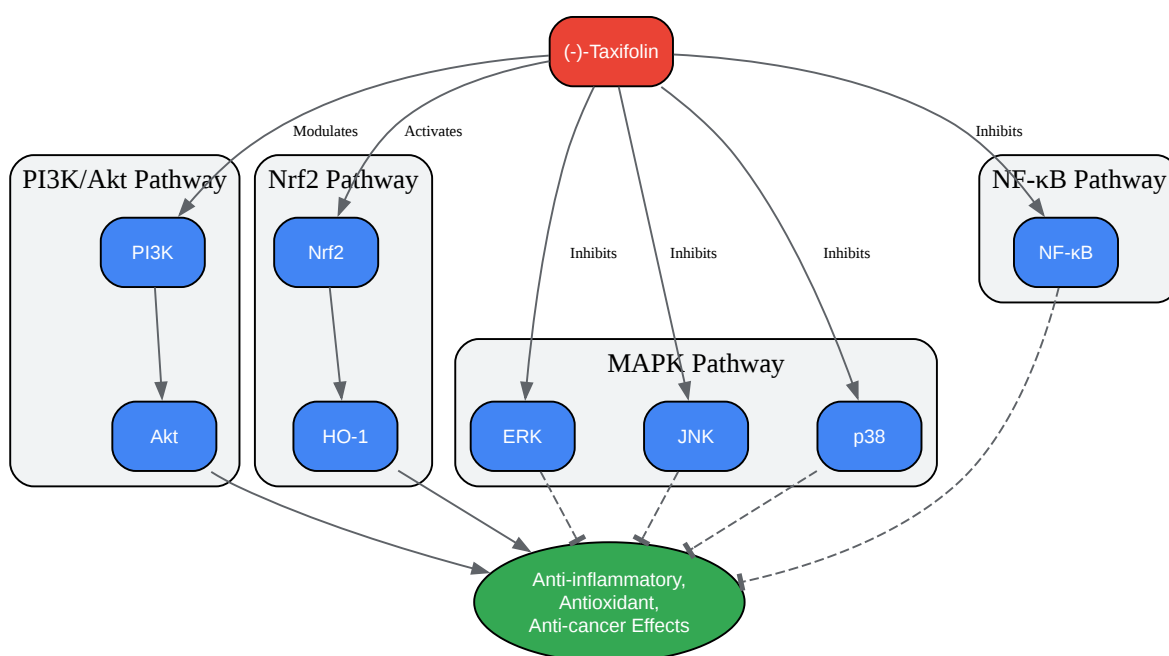 (-)-Taxifolin
Modulates
Activates
Inhibits
PI3K/Akt Pathway
Nrf2 Pathway
NF-κB Pathway
PI3K
Nrf2
Inhibits
Inhibits
Inhibits
NF-κB
MAPK Pathway
Akt
HO-1
ERK
JNK
p38
Anti-inflammatory,
Antioxidant,
Anti-cancer Effects